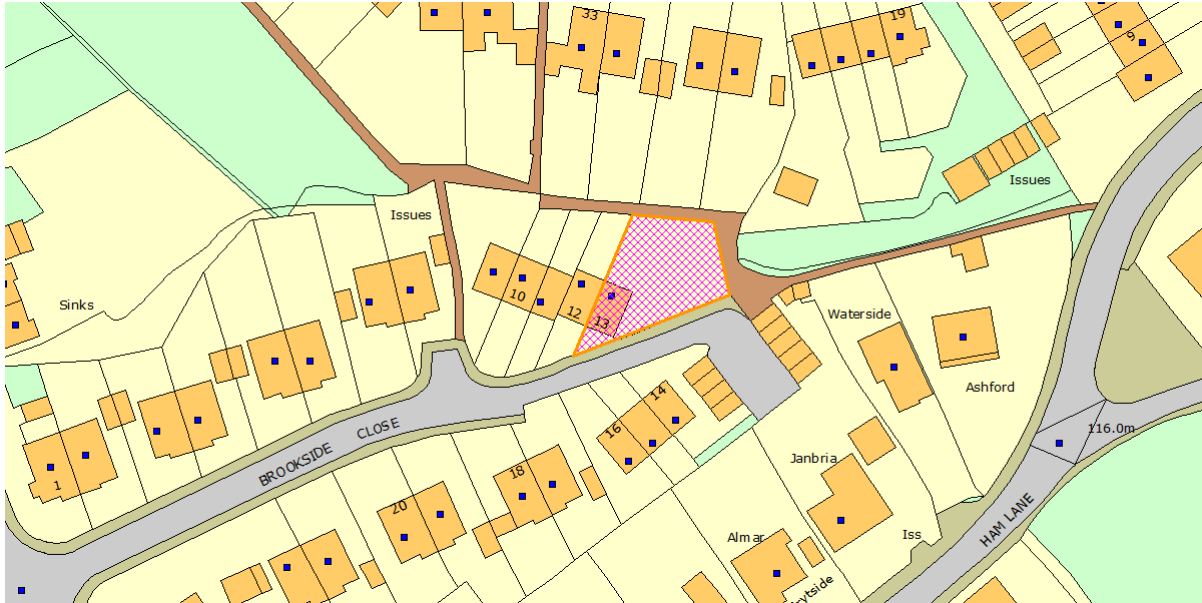 33
19
9
Issues
Issues
Sinks
10
12
13
Waterside
Ashford
14
16
116.0m
BROOKSIDE CLOSE
Janbria
18
1
20
Almar
Iss
HAM LANE